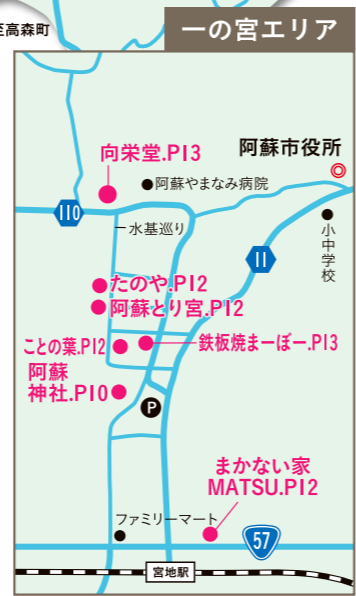 至高森町
一の宮エリア
向栄堂.P13
阿蘇市役所
阿蘇やまなみ病院
110
小中学校
水基巡り
11
たのや.P12
阿蘇とり宮.P12
ことの葉.P12
鉄板焼まーぼー.P13
阿蘇
神社.P10
P
まかない家
MATSU.P12
ファミリーマート
57
宮地駅